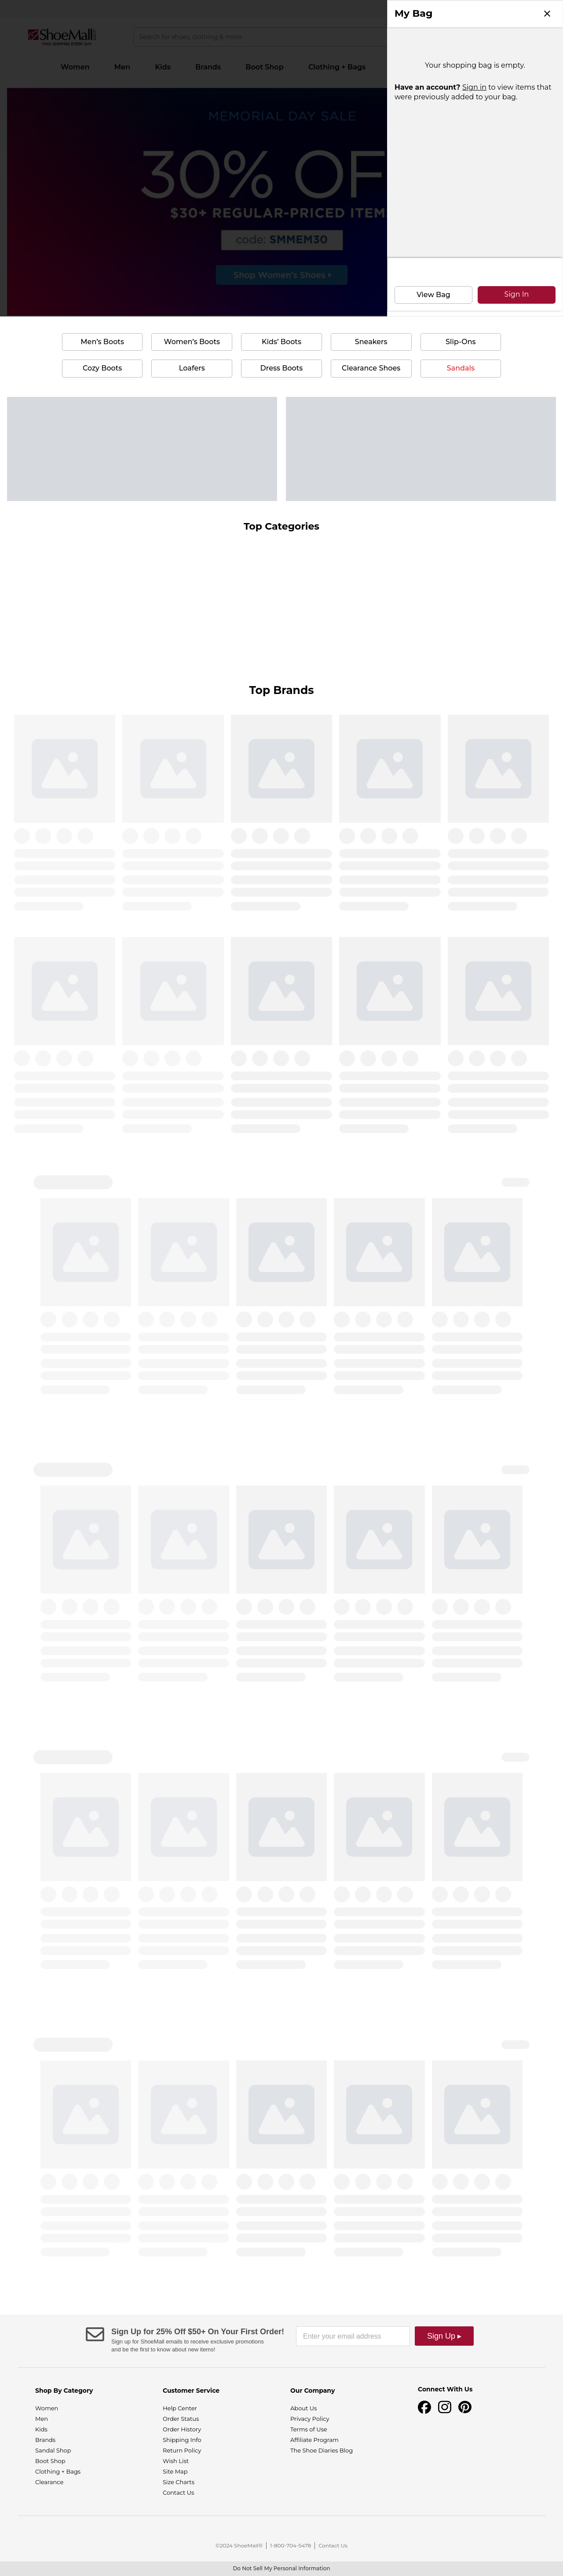 My Bag
ShoeMall
Search for shoes, clothing & more
Your shopping bag is empty.
Have an account? Sign in to view items that
were previously added to your bag.
Women Men Kids Brands Boot Shop Clothing + Bags
MEMORIAL DAY SALE
30% OF
$30+ REGULAR-PRICED ITEM
code: SMMEM30
Shop Women's Shoes
View Bag Sign In
Men's Boots Women's Boots Kids' Boots Sneakers Slip-Ons
Cozy Boots Loafers Dress Boots Clearance Shoes Sandals
Top Categories
Top Brands
Sign Up for 25% Off $50+ On Your First Order!
Sign up for ShoeMall emails to receive exclusive promotions
and be the first to know about new items!
Enter your email address
Sign Up ▸
Shop By Category
Women
Men
Kids
Brands
Sandal Shop
Boot Shop
Clothing + Bags
Clearance
Customer Service
Help Center
Order Status
Order History
Shipping Info
Return Policy
Wish List
Site Map
Size Charts
Contact Us
Our Company
About Us
Privacy Policy
Terms of Use
Affiliate Program
The Shoe Diaries Blog
Connect With Us
©2024 ShoeMall® | 1-800-704-5478 | Contact Us
Do Not Sell My Personal Information